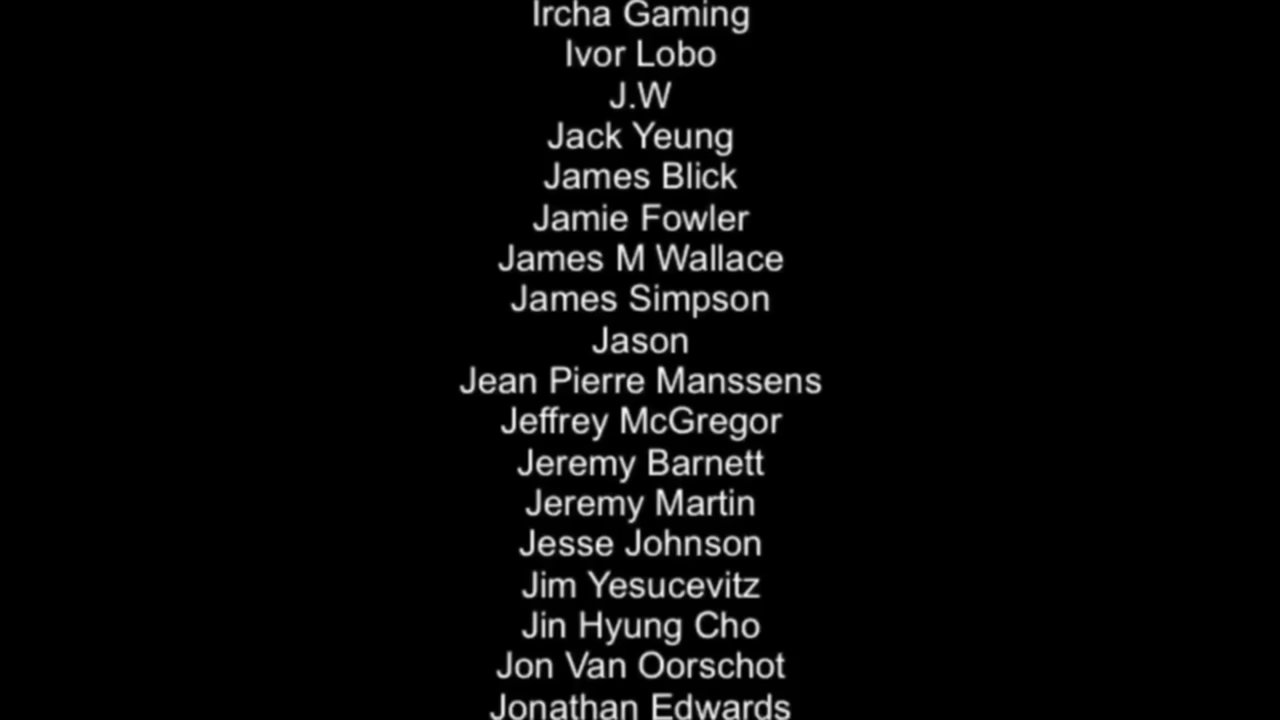 Ircha Gaming
Ivor Lobo
J.W
Jack Yeung
James Blick
Jamie Fowler
James M Wallace
James Simpson
Jason
Jean Pierre Manssens
Jeffrey McGregor
Jeremy Barnett
Jeremy Martin
Jesse Johnson
Jim Yesucevitz
Jin Hyung Cho
Jon Van Oorschot
Jonathan Edwards